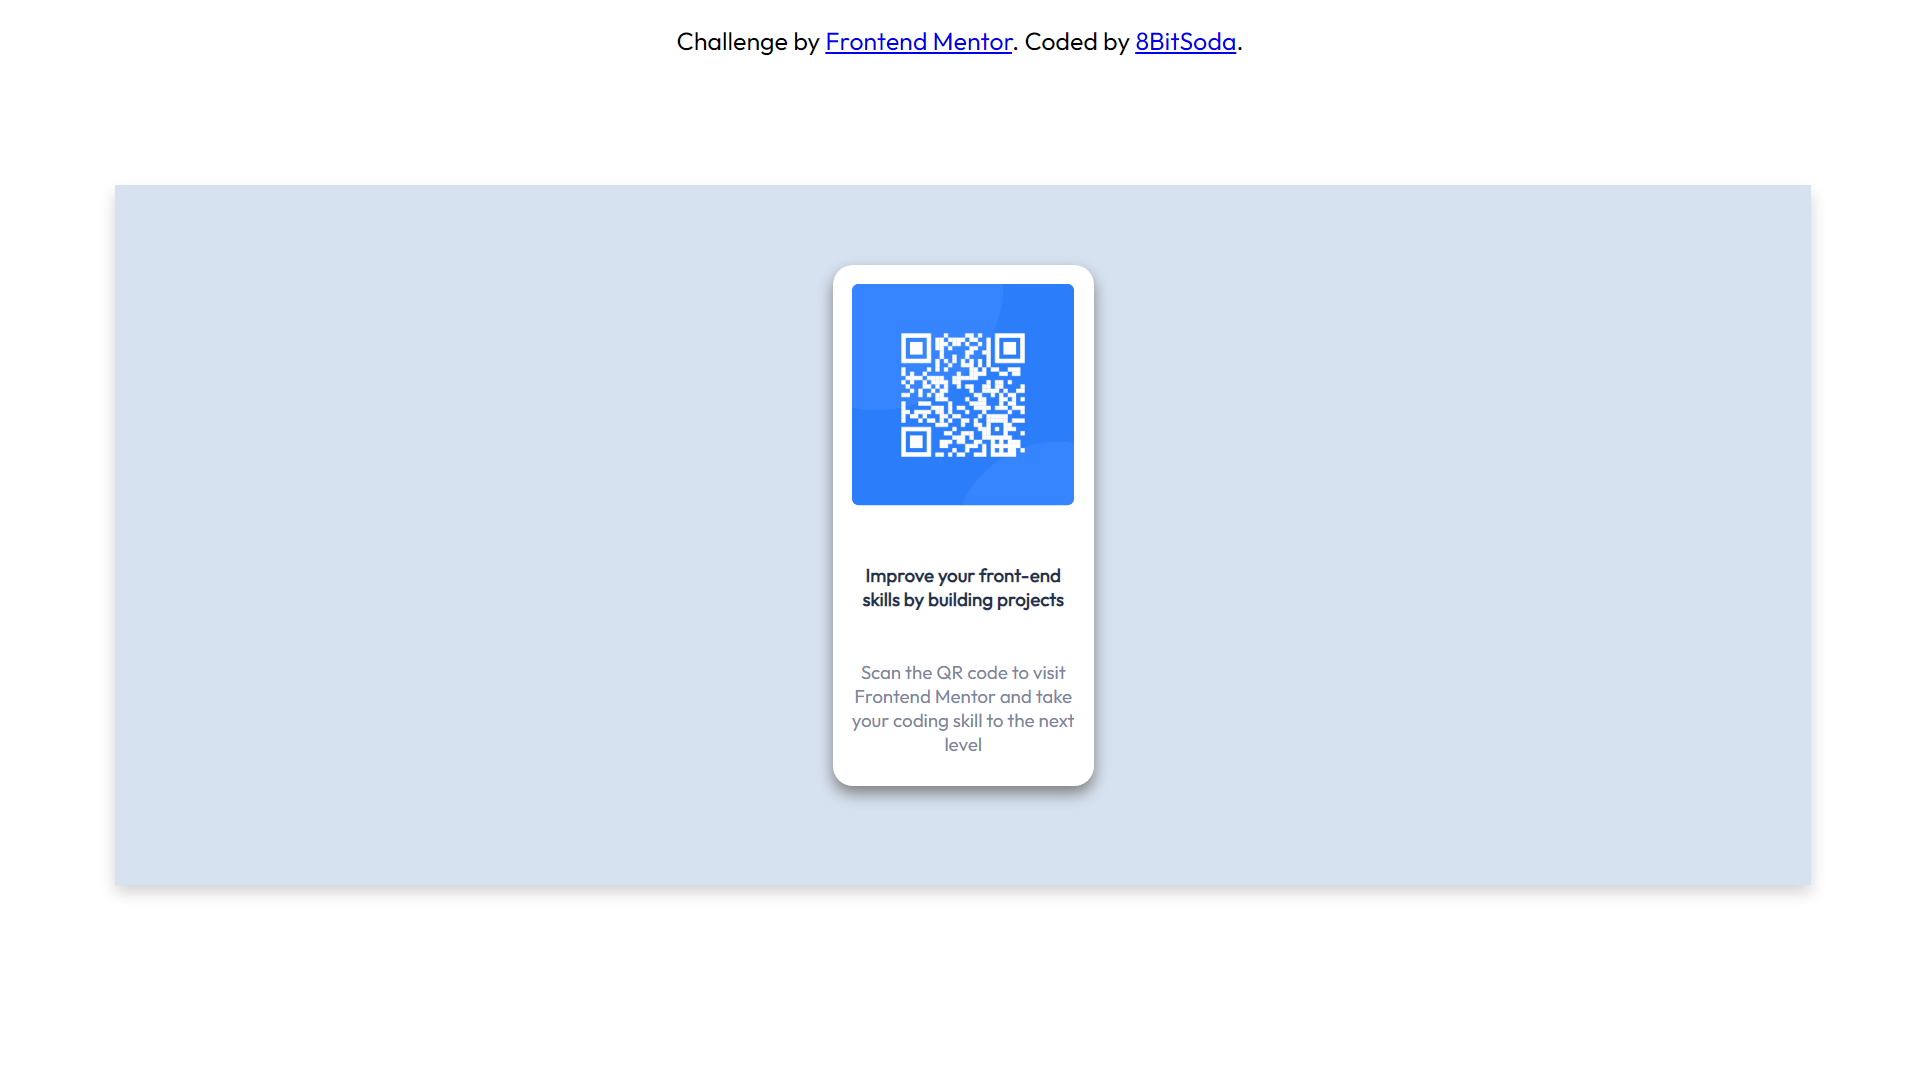 Challenge by Frontend Mentor. Coded by 8BitSoda.
Improve your front-end
skills by building projects
Scan the QR code to visit
Frontend Mentor and take
your coding skill to the next
level